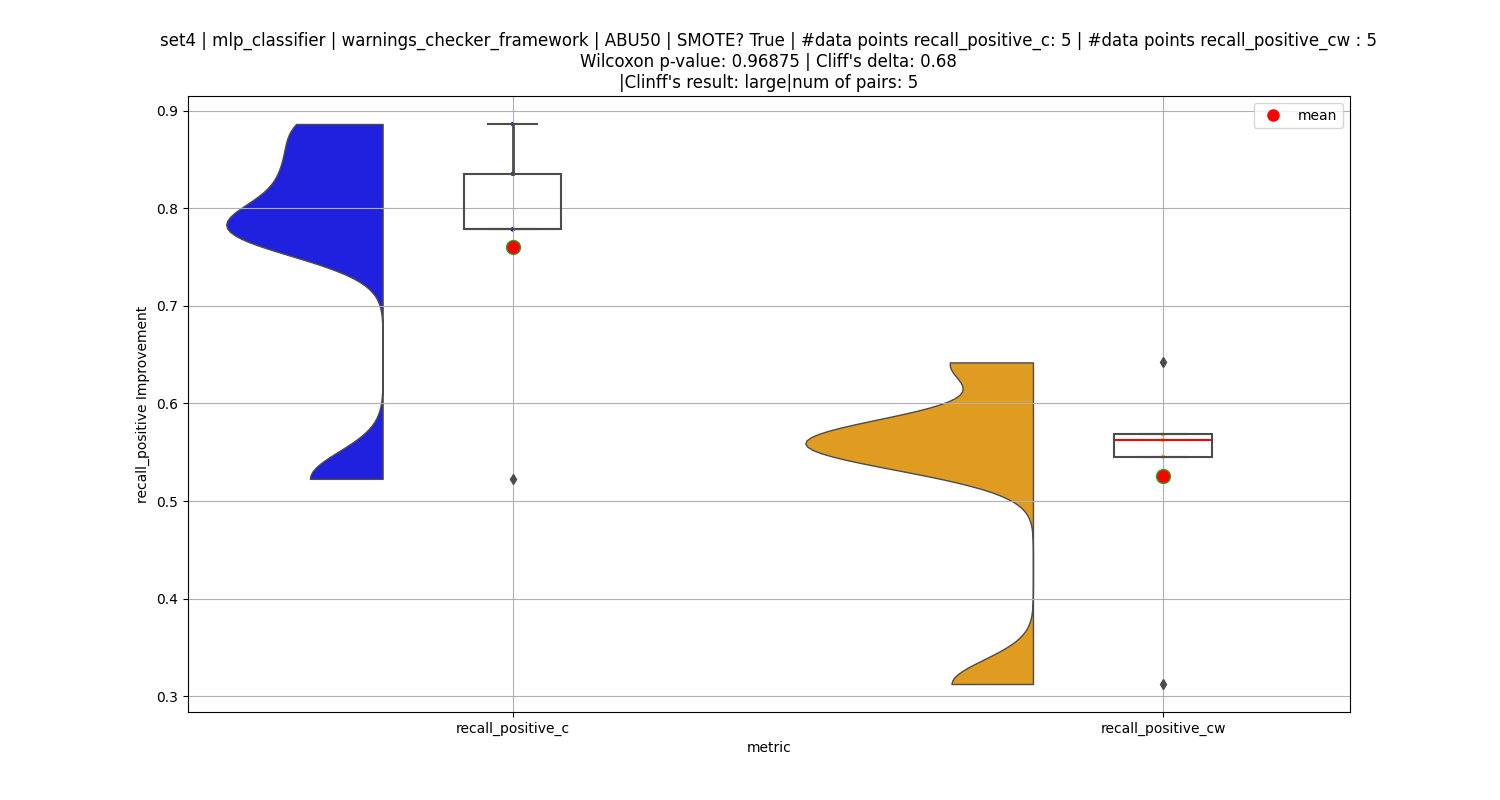 set4 | mlp_classifier | warnings_checker_framework | ABU50 | SMOTE? True | #data points recall_positive_c: 5 | #data points recall_positive_cw : 5
Wilcoxon p-value: 0.96875 | Cliff's delta: 0.68
|Clinff's result: large|num of pairs: 5
mean
0.9
0.8
0.7
0.6
0.5
0.4
0.3
recall_positive Improvement
recall_positive_c
recall_positive_cw
metric